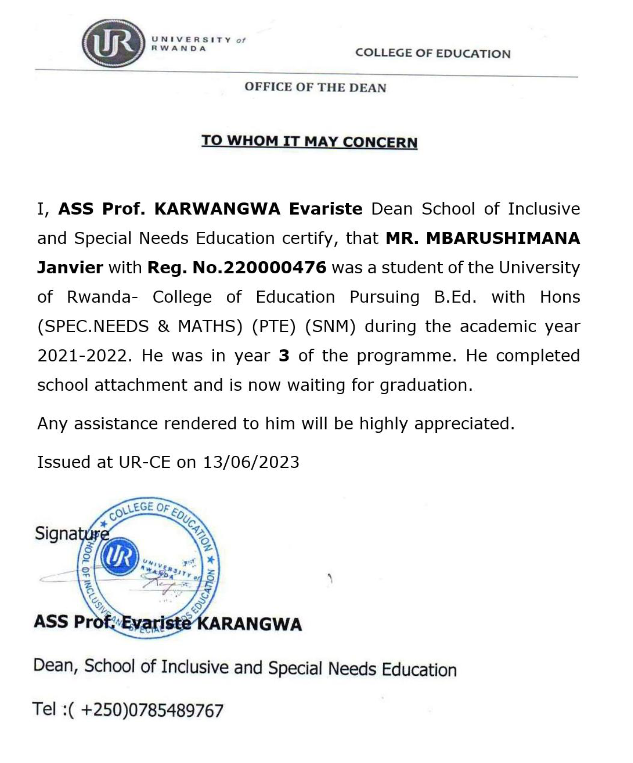 UR UNIVERSITY of
RWANDA
COLLEGE OF EDUCATION
OFFICE OF THE DEAN
TO WHOM IT MAY CONCERN
I, ASS Prof. KARWANGWA Evariste Dean School of Inclusive
and Special Needs Education certify, that MR. MBARUSHIMANA
Janvier with Reg. No.220000476 was a student of the University
of Rwanda- College of Education Pursuing B.Ed. with Hons
(SPEC.NEEDS & MATHS) (PTE) (SNM) during the academic year
2021-2022. He was in year 3 of the programme. He completed
school attachment and is now waiting for graduation.
Any assistance rendered to him will be highly appreciated.
Issued at UR-CE on 13/06/2023
Signature
★ COLLEGE OF EDUCATION ★
SCHOOL OF INCLUSIVE AND SPECIAL NEEDS EDUCATION
UR UNIVERSITY of
RWANDA
ASS Prof. Evariste KARANGWA
Dean, School of Inclusive and Special Needs Education
Tel :( +250)0785489767